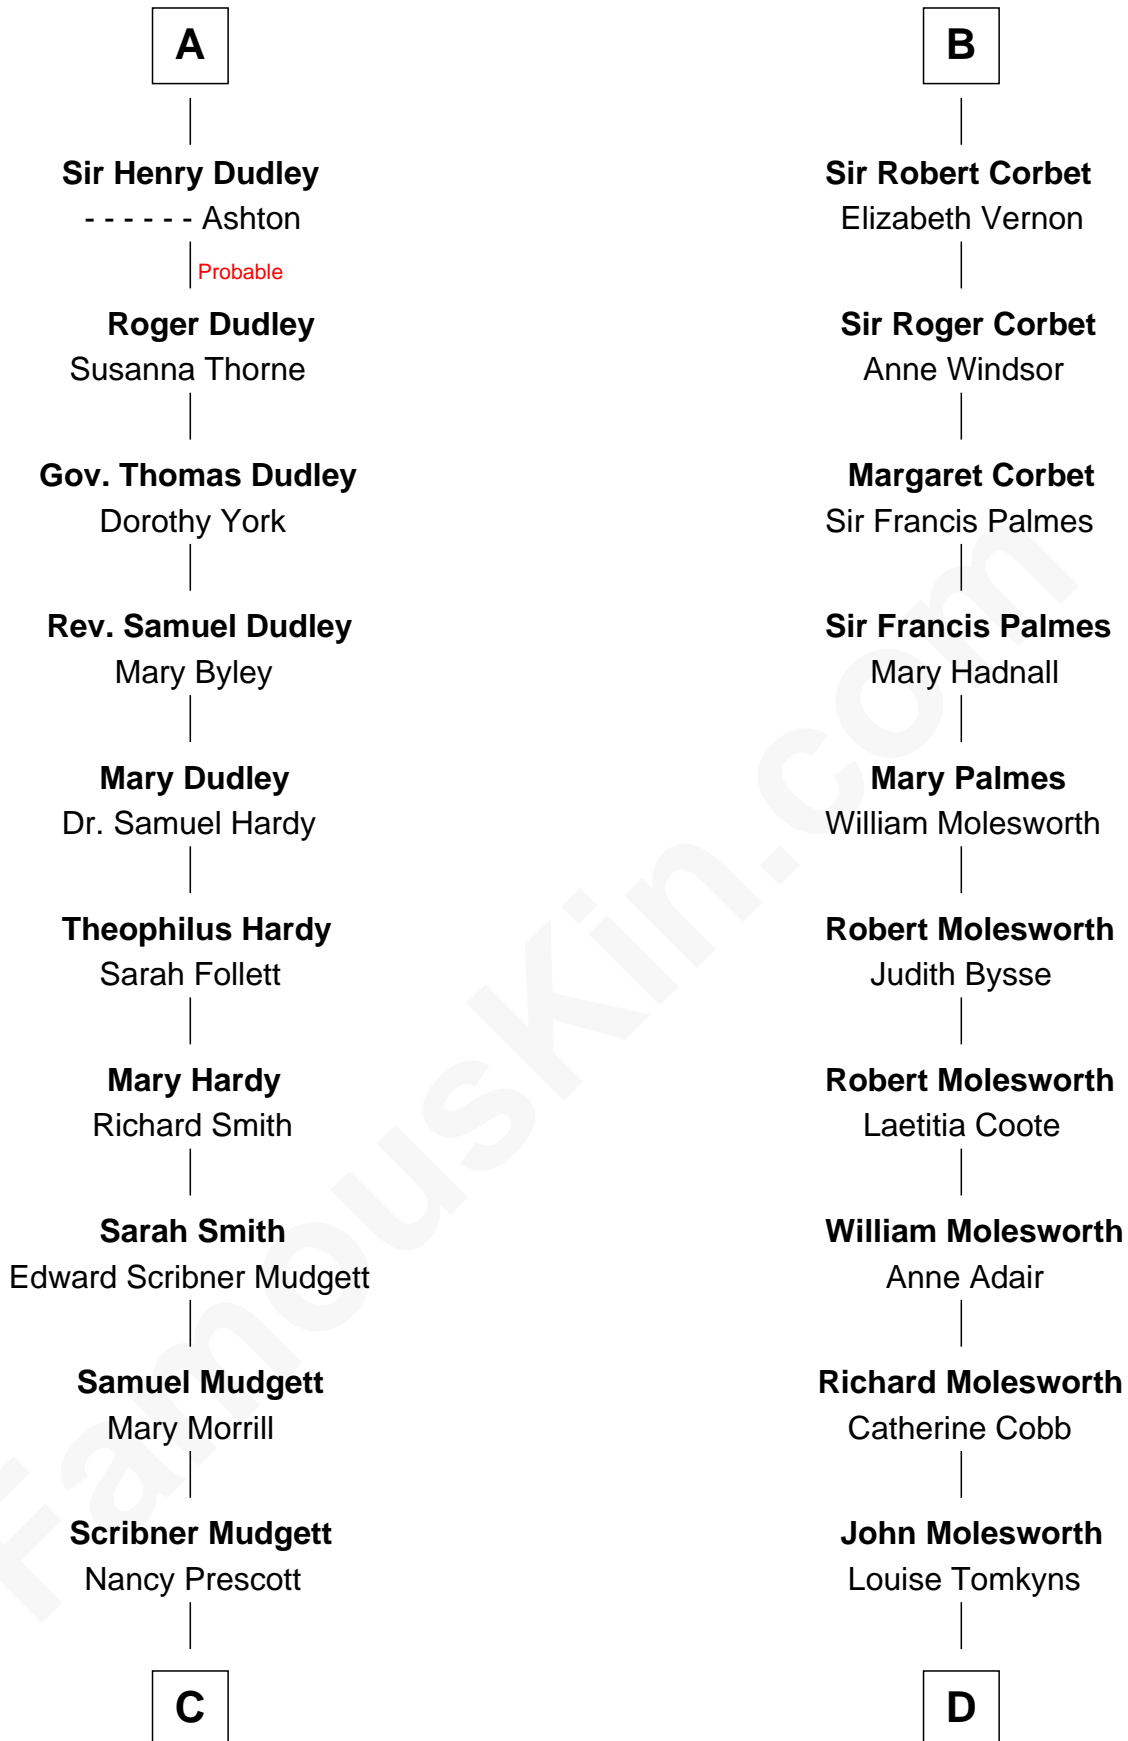 A
Sir Henry Dudley
- - - - - - Ashton
Probable
Roger Dudley
Susanna Thorne
Gov. Thomas Dudley
Dorothy York
Rev. Samuel Dudley
Mary Byley
Mary Dudley
Dr. Samuel Hardy
Theophilus Hardy
Sarah Follett
Mary Hardy
Richard Smith
Sarah Smith
Edward Scribner Mudgett
Samuel Mudgett
Mary Morrill
Scribner Mudgett
Nancy Prescott
C
B
Sir Robert Corbet
Elizabeth Vernon
Sir Roger Corbet
Anne Windsor
Margaret Corbet
Sir Francis Palmes
Sir Francis Palmes
Mary Hadnall
Mary Palmes
William Molesworth
Robert Molesworth
Judith Bysse
Robert Molesworth
Laetitia Coote
William Molesworth
Anne Adair
Richard Molesworth
Catherine Cobb
John Molesworth
Louise Tomkyns
D
FamousKin.com